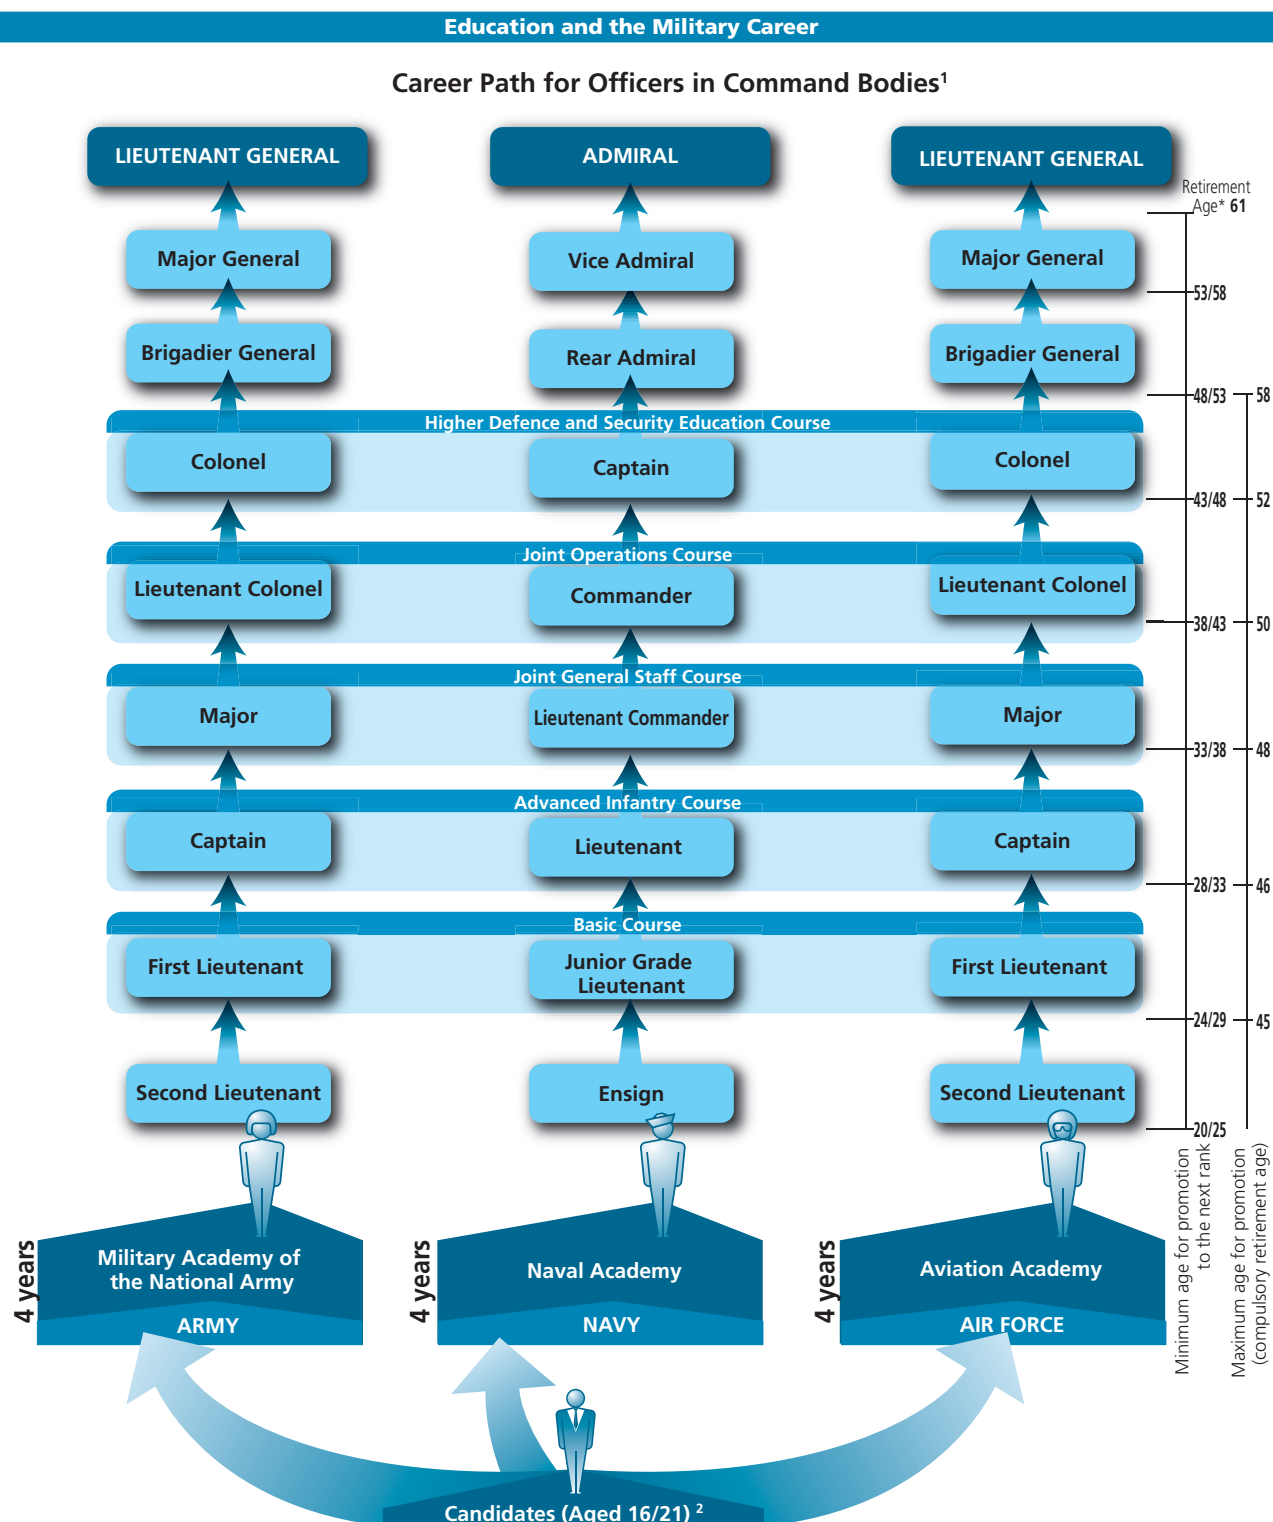 Education and the Military Career
Career Path for Officers in Command Bodies¹
LIEUTENANT GENERAL
ADMIRAL
LIEUTENANT GENERAL
Retirement
Age* 61
Major General
Vice Admiral
Major General
53/58
Brigadier General
Rear Admiral
Brigadier General
48/53
58
Higher Defence and Security Education Course
Colonel
Captain
Colonel
43/48
52
Joint Operations Course
Lieutenant Colonel
Commander
Lieutenant Colonel
38/43
50
Joint General Staff Course
Major
Lieutenant Commander
Major
33/38
48
Advanced Infantry Course
Captain
Lieutenant
Captain
28/33
46
Basic Course
First Lieutenant
Junior Grade
Lieutenant
First Lieutenant
24/29
45
Second Lieutenant
Ensign
Second Lieutenant
20/25
Minimum age for promotion
to the next rank
Maximum age for promotion
(compulsory retirement age)
4 years
Military Academy of
the National Army
ARMY
4 years
Naval Academy
NAVY
4 years
Aviation Academy
AIR FORCE
Candidates (Aged 16/21) ²